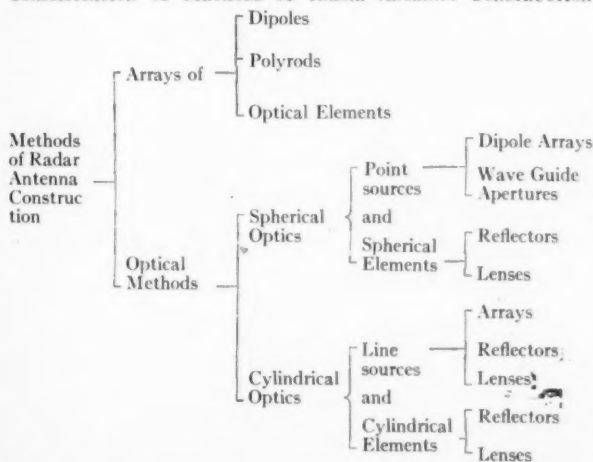 Methods
of Radar
Antenna
Construc
tion
Arrays of
Dipoles
Polyrods
Optical Elements
Optical
Methods
Spherical
Optics
Point
sources
and
Spherical
Elements
Dipole Arrays
Wave Guide
Apertures
Reflectors
Lenses
Cylindrical
Optics
Line
sources
and
Cylindrical
Elements
Arrays
Reflectors
Lenses
Reflectors
Lenses